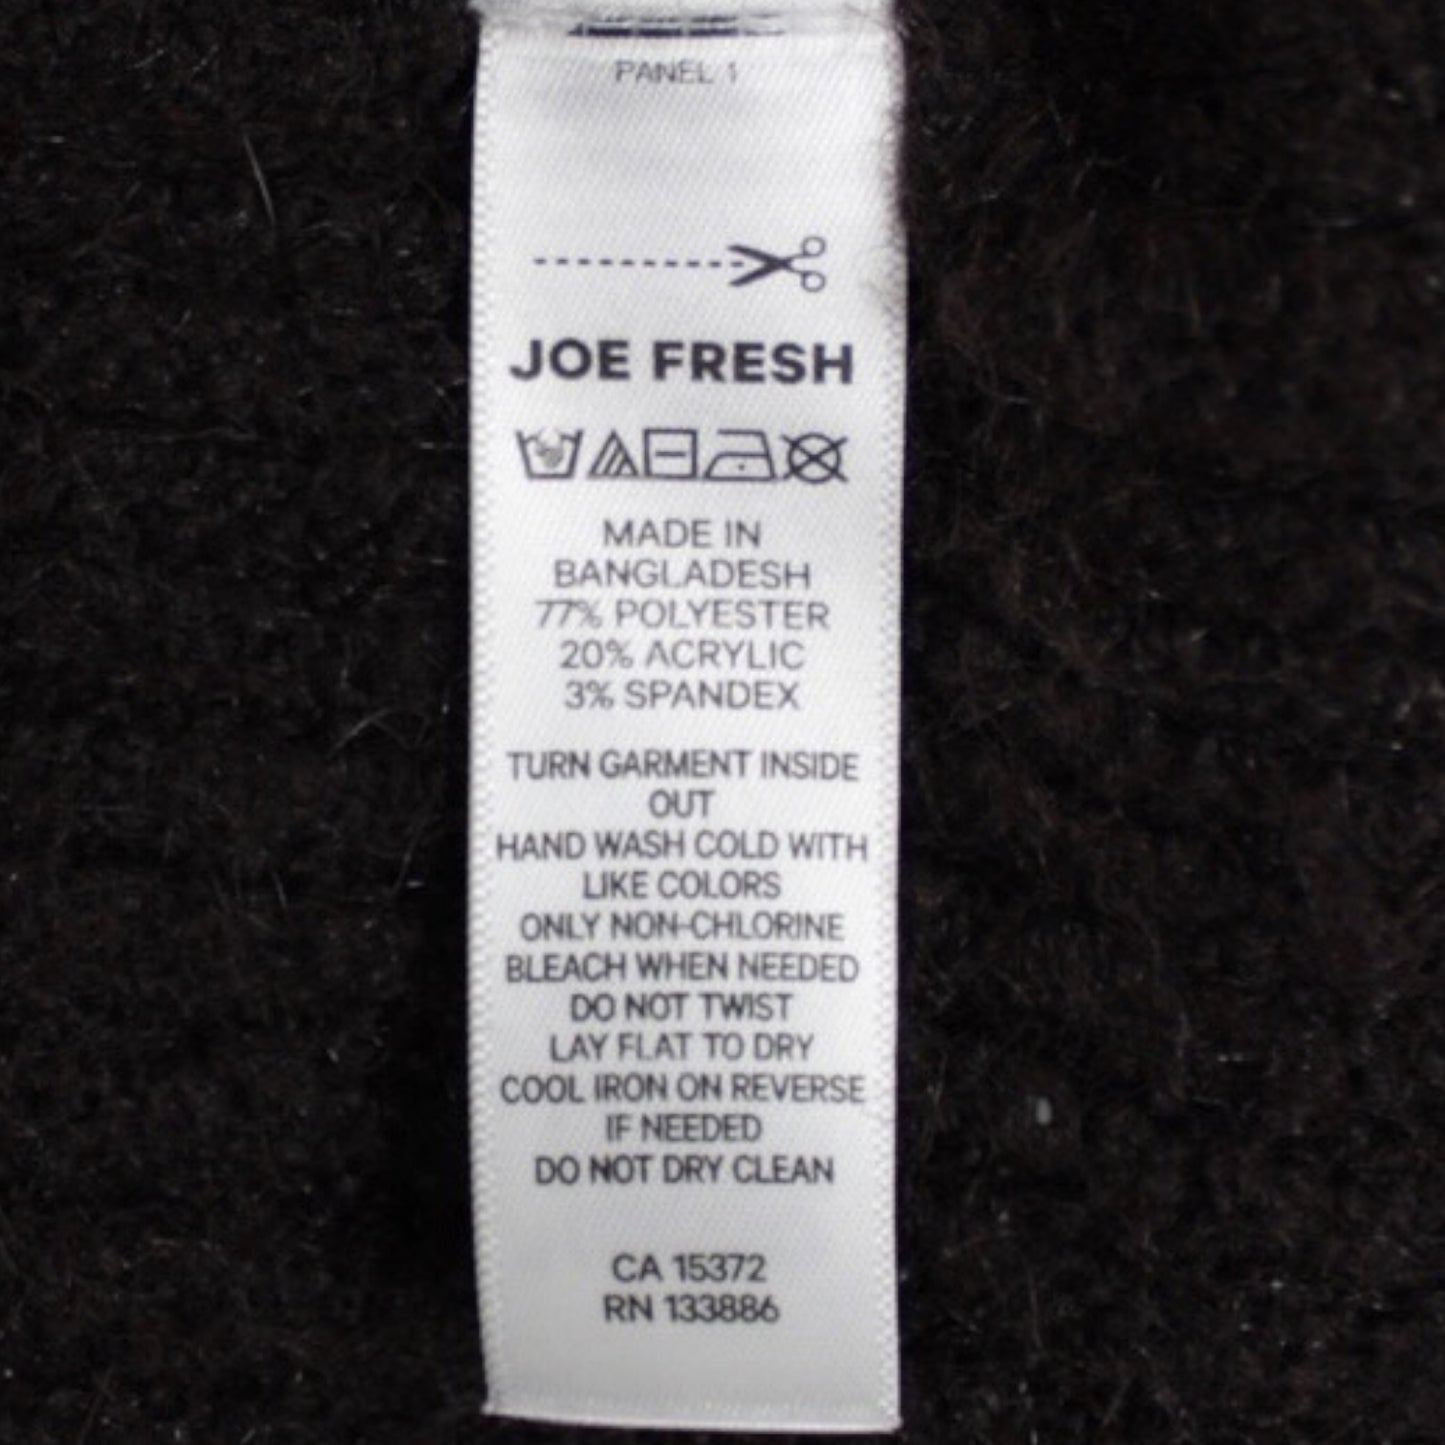 PANEL 1
JOE FRESH
MADE IN
BANGLADESH
77% POLYESTER
20% ACRYLIC
3% SPANDEX
TURN GARMENT INSIDE
OUT
HAND WASH COLD WITH
LIKE COLORS
ONLY NON-CHLORINE
BLEACH WHEN NEEDED
DO NOT TWIST
LAY FLAT TO DRY
COOL IRON ON REVERSE
IF NEEDED
DO NOT DRY CLEAN
CA 15372
RN 133886